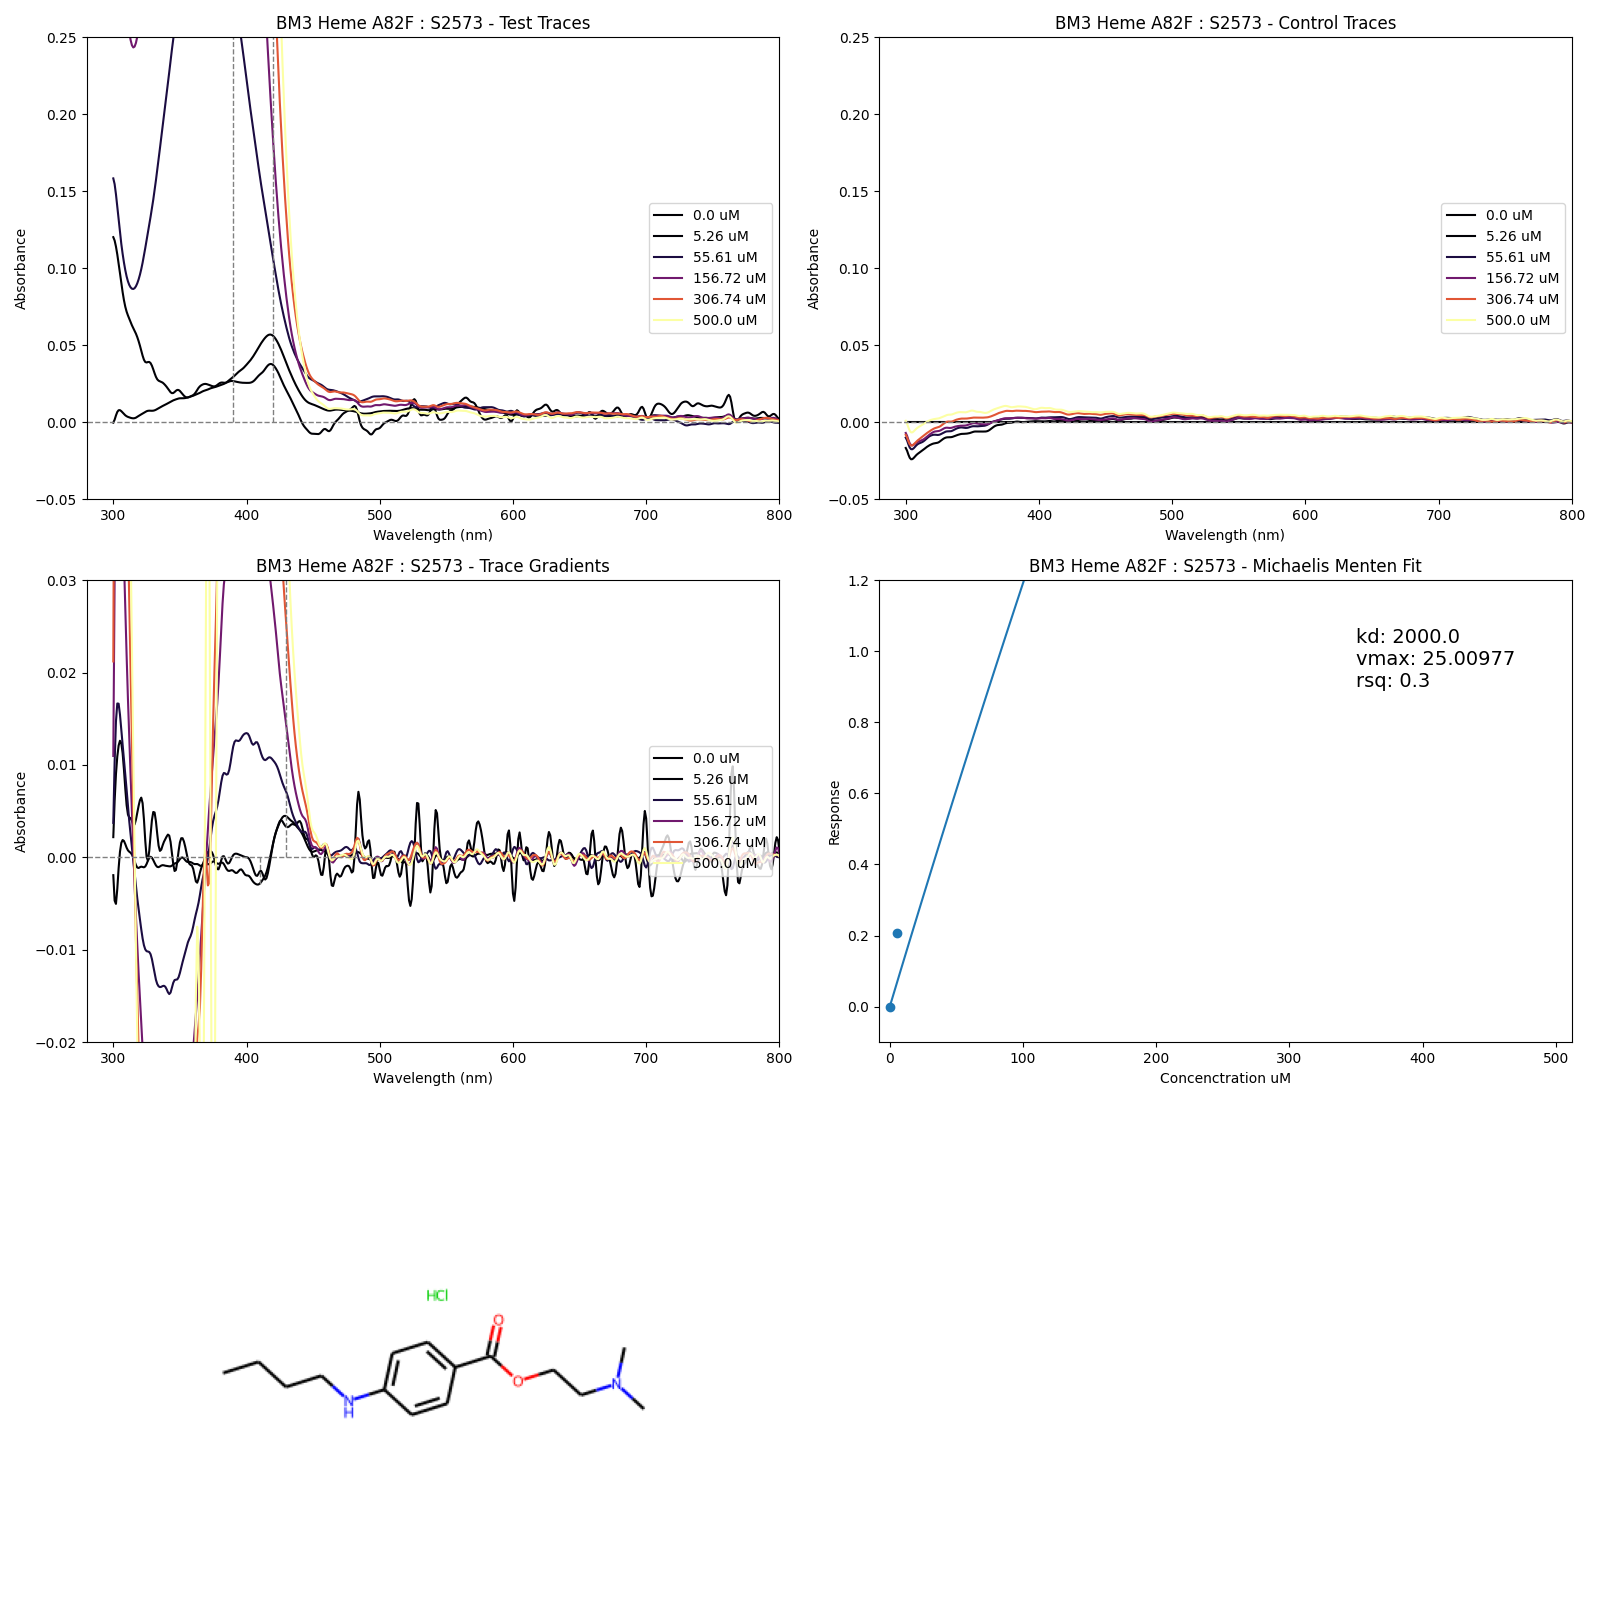 BM3 Heme A82F : S2573 - Test Traces
0.25
0.20
0.15
0.10
0.05
0.00
−0.05
Absorbance
300 400 500 600 700 800
Wavelength (nm)
0.0 uM
5.26 uM
55.61 uM
156.72 uM
306.74 uM
500.0 uM
BM3 Heme A82F : S2573 - Control Traces
0.25
0.20
0.15
0.10
0.05
0.00
−0.05
Absorbance
300 400 500 600 700 800
Wavelength (nm)
0.0 uM
5.26 uM
55.61 uM
156.72 uM
306.74 uM
500.0 uM
BM3 Heme A82F : S2573 - Trace Gradients
0.03
0.02
0.01
0.00
−0.01
−0.02
Absorbance
300 400 500 600 700 800
Wavelength (nm)
0.0 uM
5.26 uM
55.61 uM
156.72 uM
306.74 uM
500.0 uM
BM3 Heme A82F : S2573 - Michaelis Menten Fit
1.2
1.0
0.8
0.6
0.4
0.2
0.0
Response
0 100 200 300 400 500
Concenctration uM
kd: 2000.0
vmax: 25.00977
rsq: 0.3
HCl
O
O
N
N
H